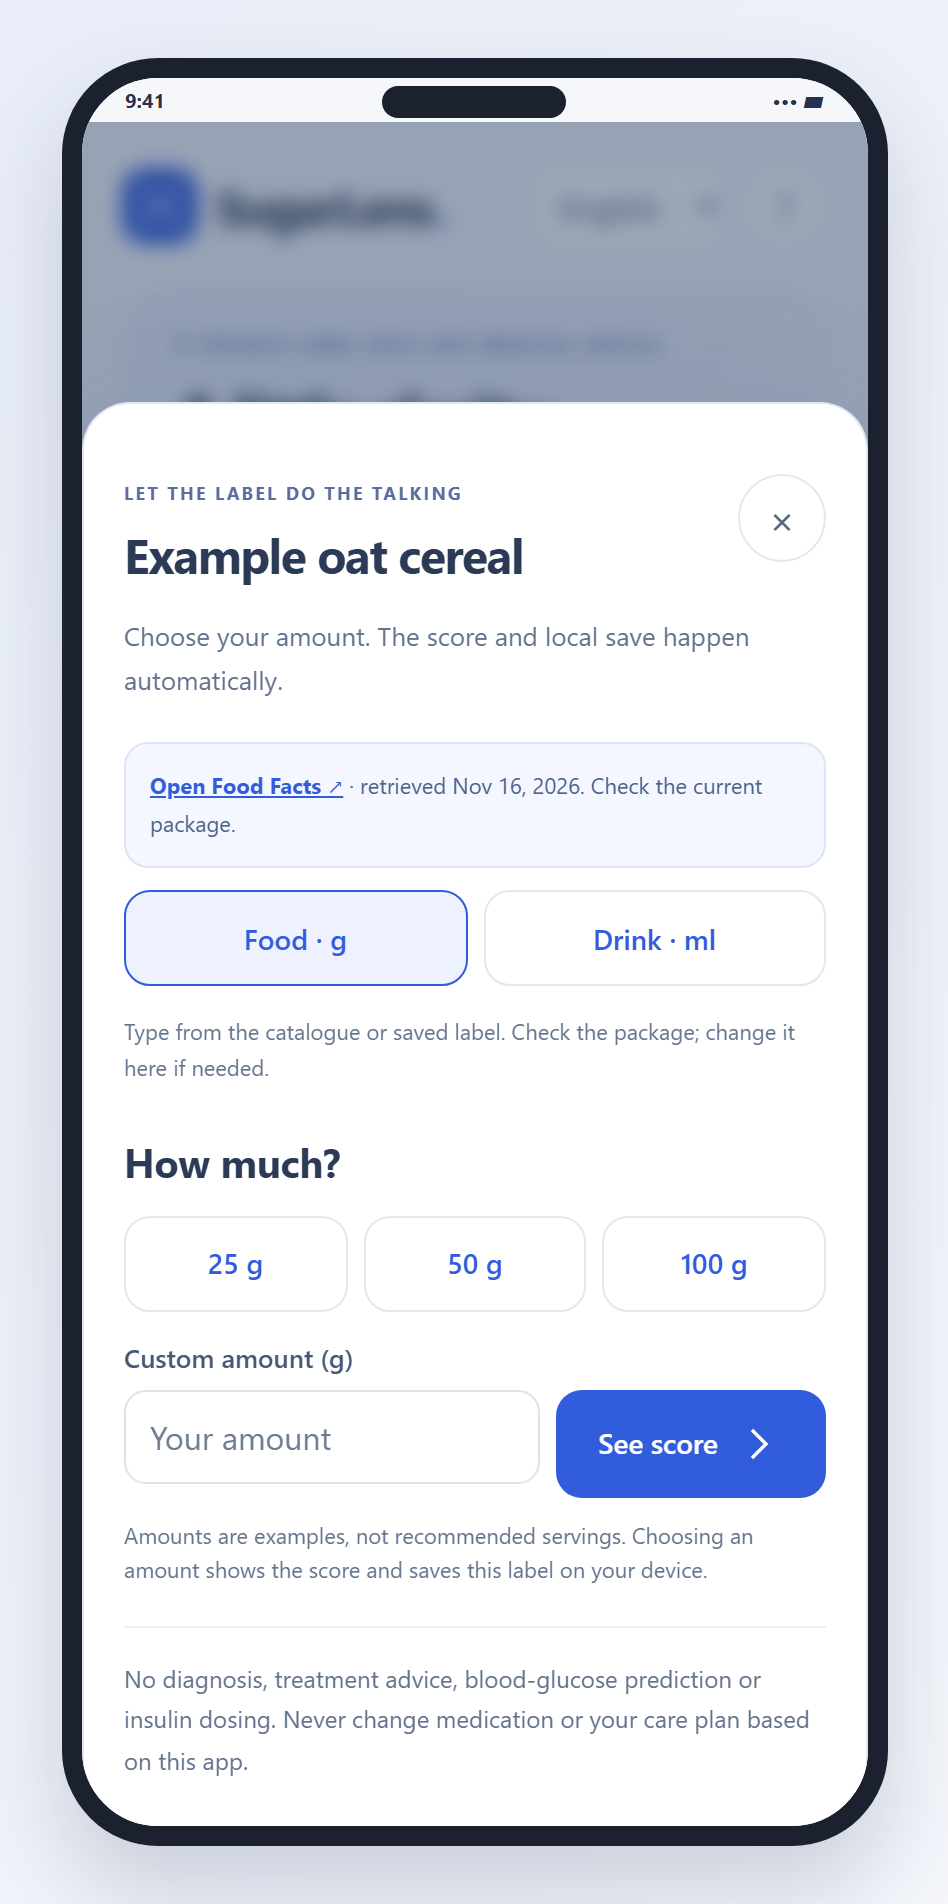 9:41
SugarLens.
English
LET THE LABEL DO THE TALKING
Example oat cereal
×
Choose your amount. The score and local save happen
automatically.
Open Food Facts ↗ · retrieved Nov 16, 2026. Check the current
package.
Food · g
Drink · ml
Type from the catalogue or saved label. Check the package; change it
here if needed.
How much?
25 g
50 g
100 g
Custom amount (g)
Your amount
See score
Amounts are examples, not recommended servings. Choosing an
amount shows the score and saves this label on your device.
No diagnosis, treatment advice, blood-glucose prediction or
insulin dosing. Never change medication or your care plan based
on this app.